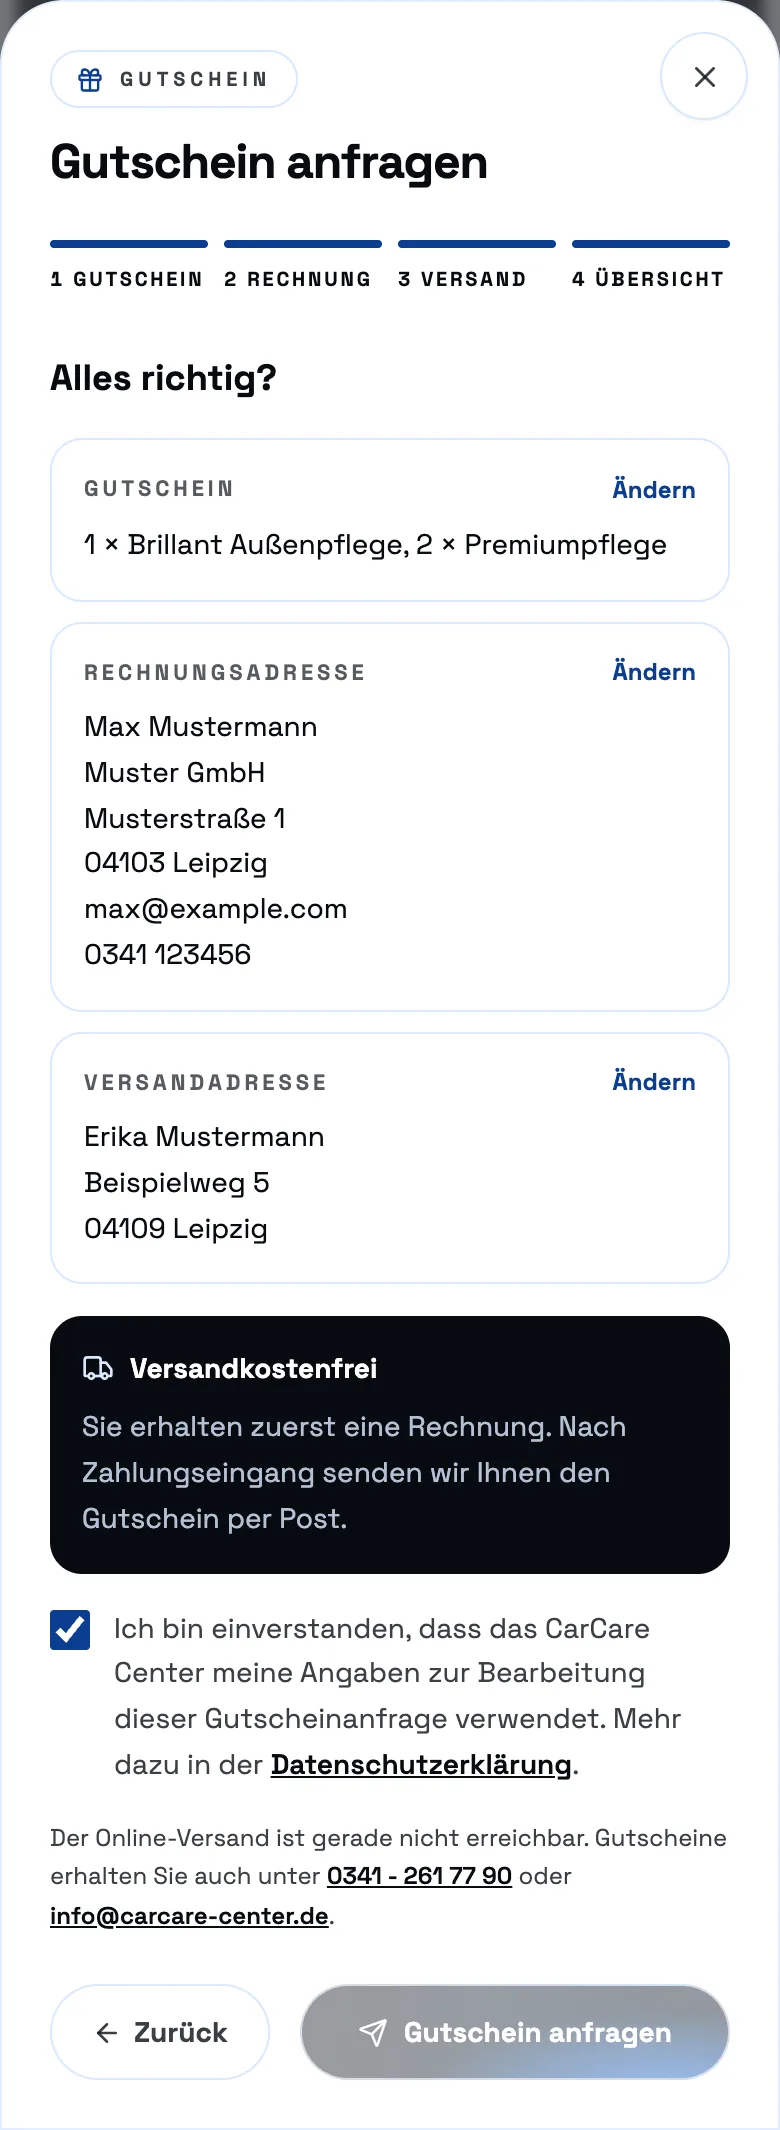 GUTSCHEIN
Gutschein anfragen
1 GUTSCHEIN 2 RECHNUNG 3 VERSAND 4 ÜBERSICHT
Alles richtig?
GUTSCHEIN Ändern
1 × Brillant Außenpflege, 2 × Premiumpflege
RECHNUNGSADRESSE Ändern
Max Mustermann
Muster GmbH
Musterstraße 1
04103 Leipzig
max@example.com
0341 123456
VERSANDADRESSE Ändern
Erika Mustermann
Beispielweg 5
04109 Leipzig
Versandkostenfrei
Sie erhalten zuerst eine Rechnung. Nach
Zahlungseingang senden wir Ihnen den
Gutschein per Post.
Ich bin einverstanden, dass das CarCare
Center meine Angaben zur Bearbeitung
dieser Gutscheinanfrage verwendet. Mehr
dazu in der Datenschutzerklärung.
Der Online-Versand ist gerade nicht erreichbar. Gutscheine
erhalten Sie auch unter 0341 - 261 77 90 oder
info@carcare-center.de.
Zurück Gutschein anfragen